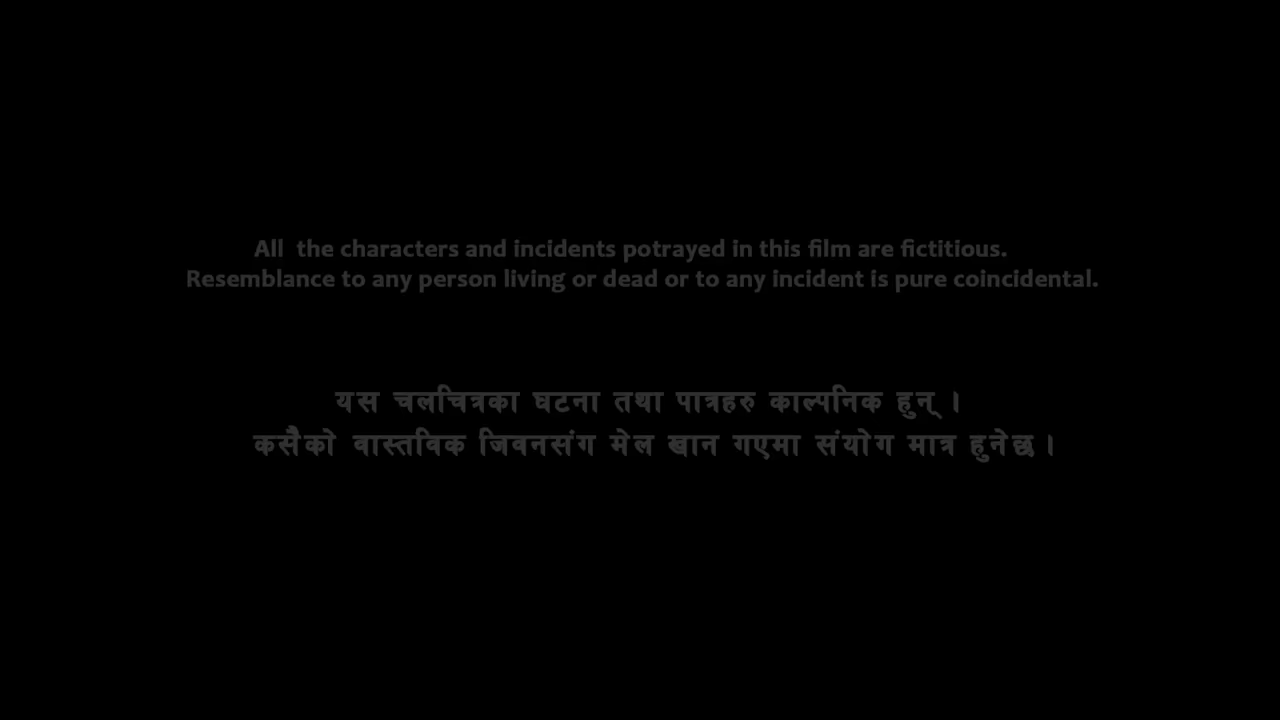 All  the characters and incidents potrayed in this film are fictitious.
Resemblance to any person living or dead or to any incident is pure coincidental.
यस चलचित्रका घटना तथा पात्रहरु काल्पनिक हुन् ।
कसैको वास्तविक जिवनसंग मेल खान गएमा संयोग मात्र हुनेछ ।